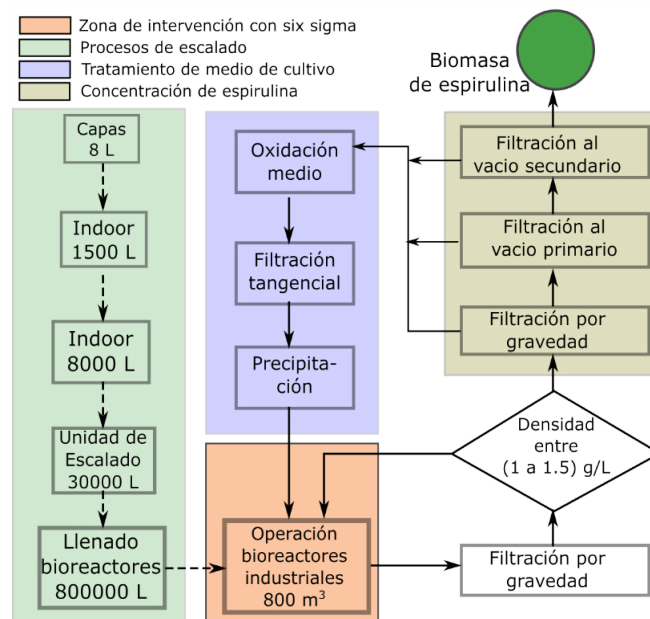 Zona de intervención con six sigma
Procesos de escalado
Tratamiento de medio de cultivo
Concentración de espirulina
Biomasa
de espirulina
Capas
8 L
Indoor
1500 L
Indoor
8000 L
Unidad de
Escalado
30000 L
Llenado
bioreactores
800000 L
Oxidación
medio
Filtración
tangencial
Precipita-
ción
Operación
bioreactores
industriales
800 m³
Filtración al
vacio secundario
Filtración al
vacio primario
Filtración por
gravedad
Densidad
entre
(1 a 1.5) g/L
Filtración por
gravedad